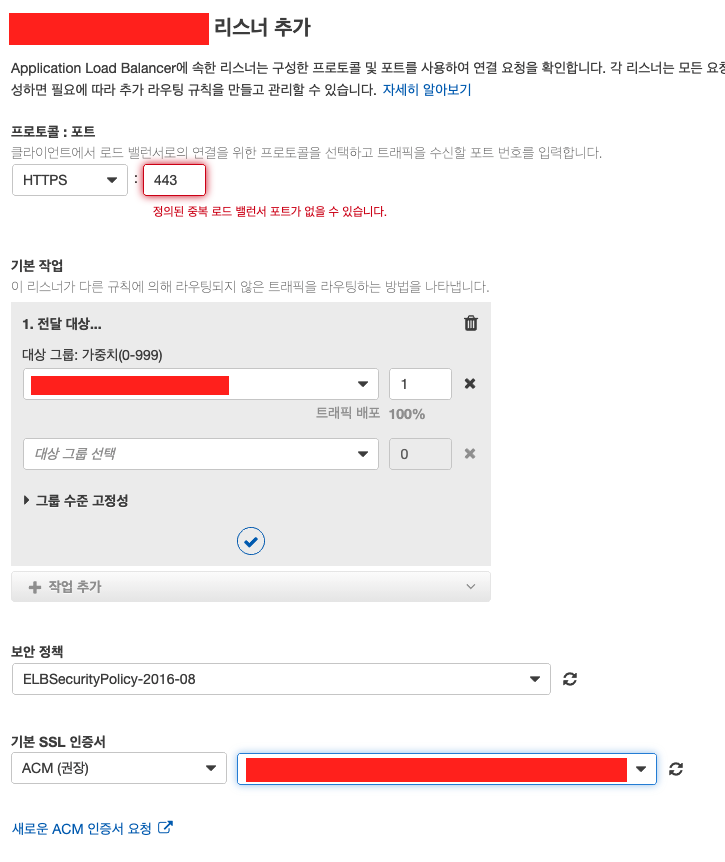 리스너 추가
Application Load Balancer에 속한 리스너는 구성한 프로토콜 및 포트를 사용하여 연결 요청을 확인합니다. 각 리스너는 모든 요청
성하면 필요에 따라 추가 라우팅 규칙을 만들고 관리할 수 있습니다. 자세히 알아보기
프로토콜 : 포트
클라이언트에서 로드 밸런서로의 연결을 위한 프로토콜을 선택하고 트래픽을 수신할 포트 번호를 입력합니다.
HTTPS : 443
정의된 중복 로드 밸런서 포트가 없을 수 있습니다.
기본 작업
이 리스너가 다른 규칙에 의해 라우팅되지 않은 트래픽을 라우팅하는 방법을 나타냅니다.
1. 전달 대상...
대상 그룹: 가중치(0-999)
1
트래픽 배포 100%
대상 그룹 선택 0
그룹 수준 고정성
작업 추가
보안 정책
ELBSecurityPolicy-2016-08
기본 SSL 인증서
ACM (권장)
새로운 ACM 인증서 요청